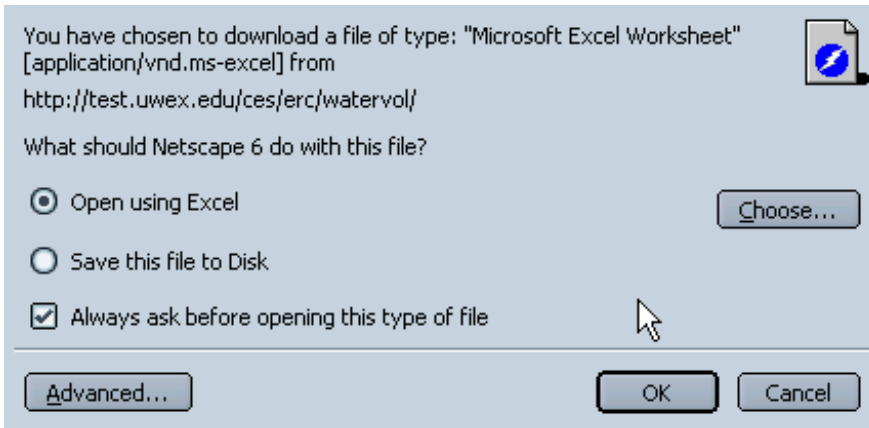 You have chosen to download a file of type: "Microsoft Excel Worksheet"
[application/vnd.ms-excel] from
http://test.uwex.edu/ces/erc/watervol/
What should Netscape 6 do with this file?
Open using Excel
Choose...
Save this file to Disk
Always ask before opening this type of file
Advanced...
OK
Cancel